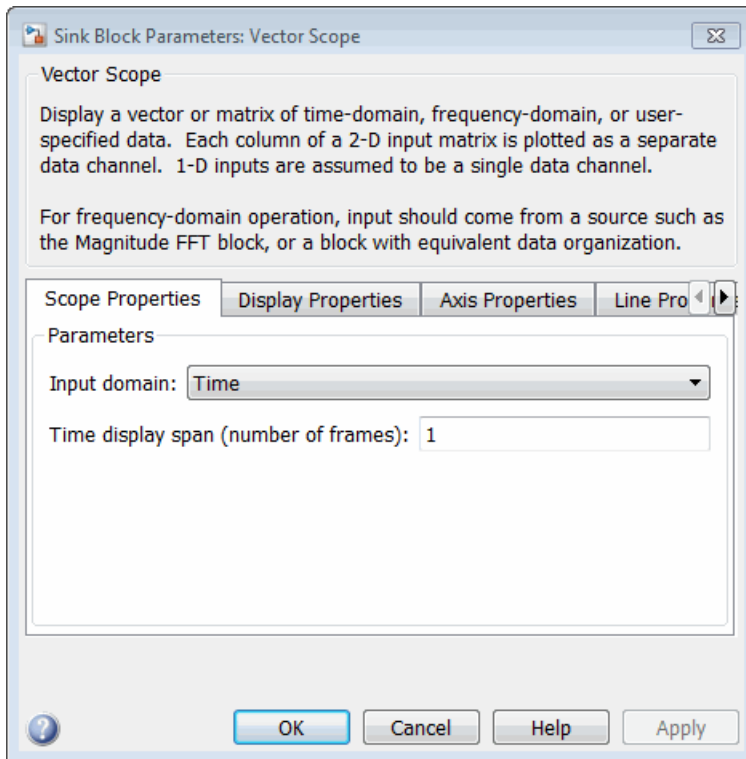 Sink Block Parameters: Vector Scope
Vector Scope
Display a vector or matrix of time-domain, frequency-domain, or user-
specified data.  Each column of a 2-D input matrix is plotted as a separate
data channel.  1-D inputs are assumed to be a single data channel.
For frequency-domain operation, input should come from a source such as
the Magnitude FFT block, or a block with equivalent data organization.
Scope Properties Display Properties Axis Properties Line Pro
Parameters
Input domain: Time
Time display span (number of frames): 1
OK Cancel Help Apply